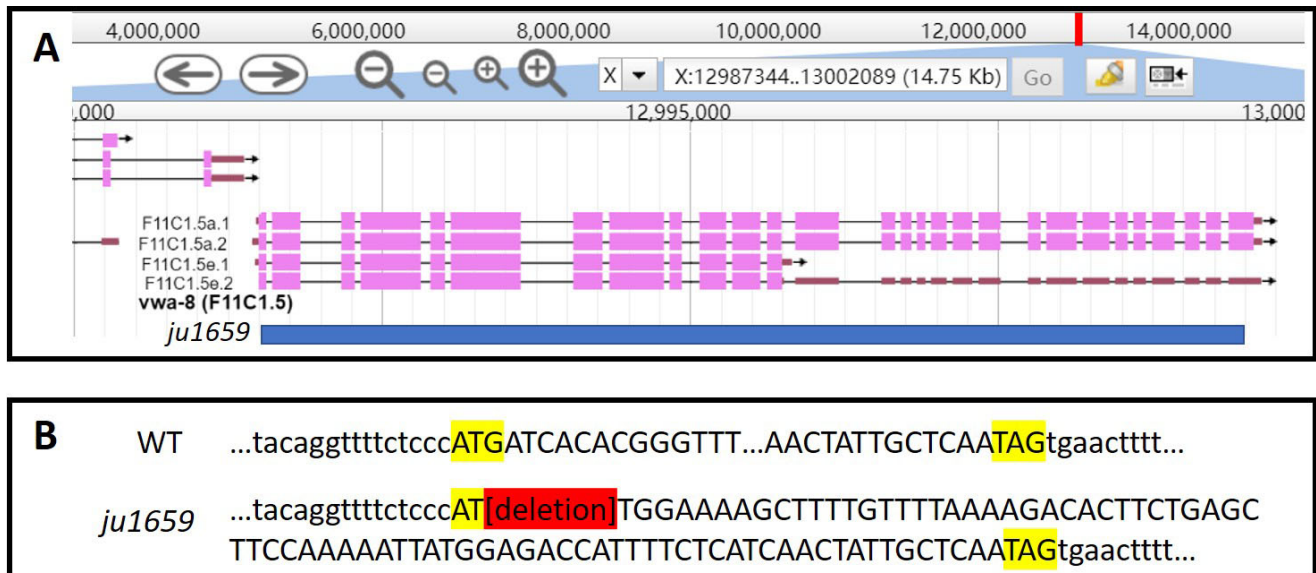 A
4,000,000 6,000,000 8,000,000 10,000,000 12,000,000 14,000,000
X X:12987344..13002089 (14.75 Kb) Go
,000 12,995,000 13,000
F11C1.5a.1
F11C1.5a.2
F11C1.5e.1
F11C1.5e.2
vwa-8 (F11C1.5)
ju1659
B
WT ...tacaggttttctcccATGATCACACGGGTTT...AACTATTGCTCAATAGtgaactttt...
ju1659 ...tacaggttttctcccAT[deletion]TGGAAAAGCTTTTGTTTTAAAAGACACTTCTGAGC
TTCCAAAAATTATGGAGACCATTTTCTCATCAACTATTGCTCAATAGtgaactttt...